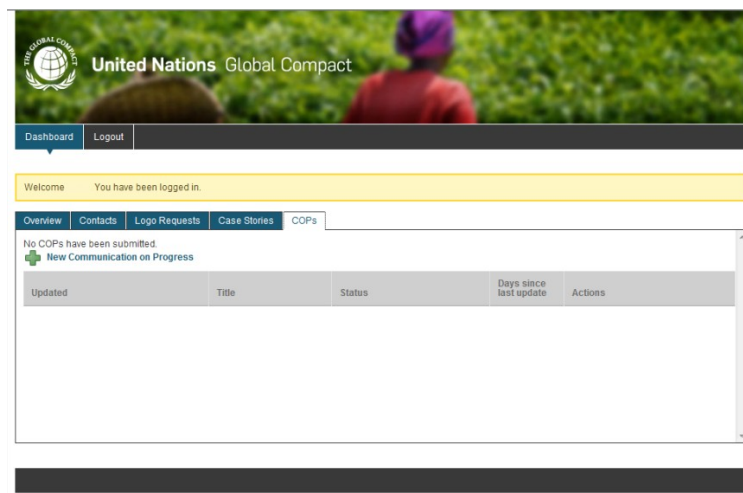 THE GLOBAL COMPACT
United Nations Global Compact
Dashboard Logout
Welcome You have been logged in.
Overview Contacts Logo Requests Case Stories COPs
No COPs have been submitted.
New Communication on Progress
Updated Title Status Days since last update Actions